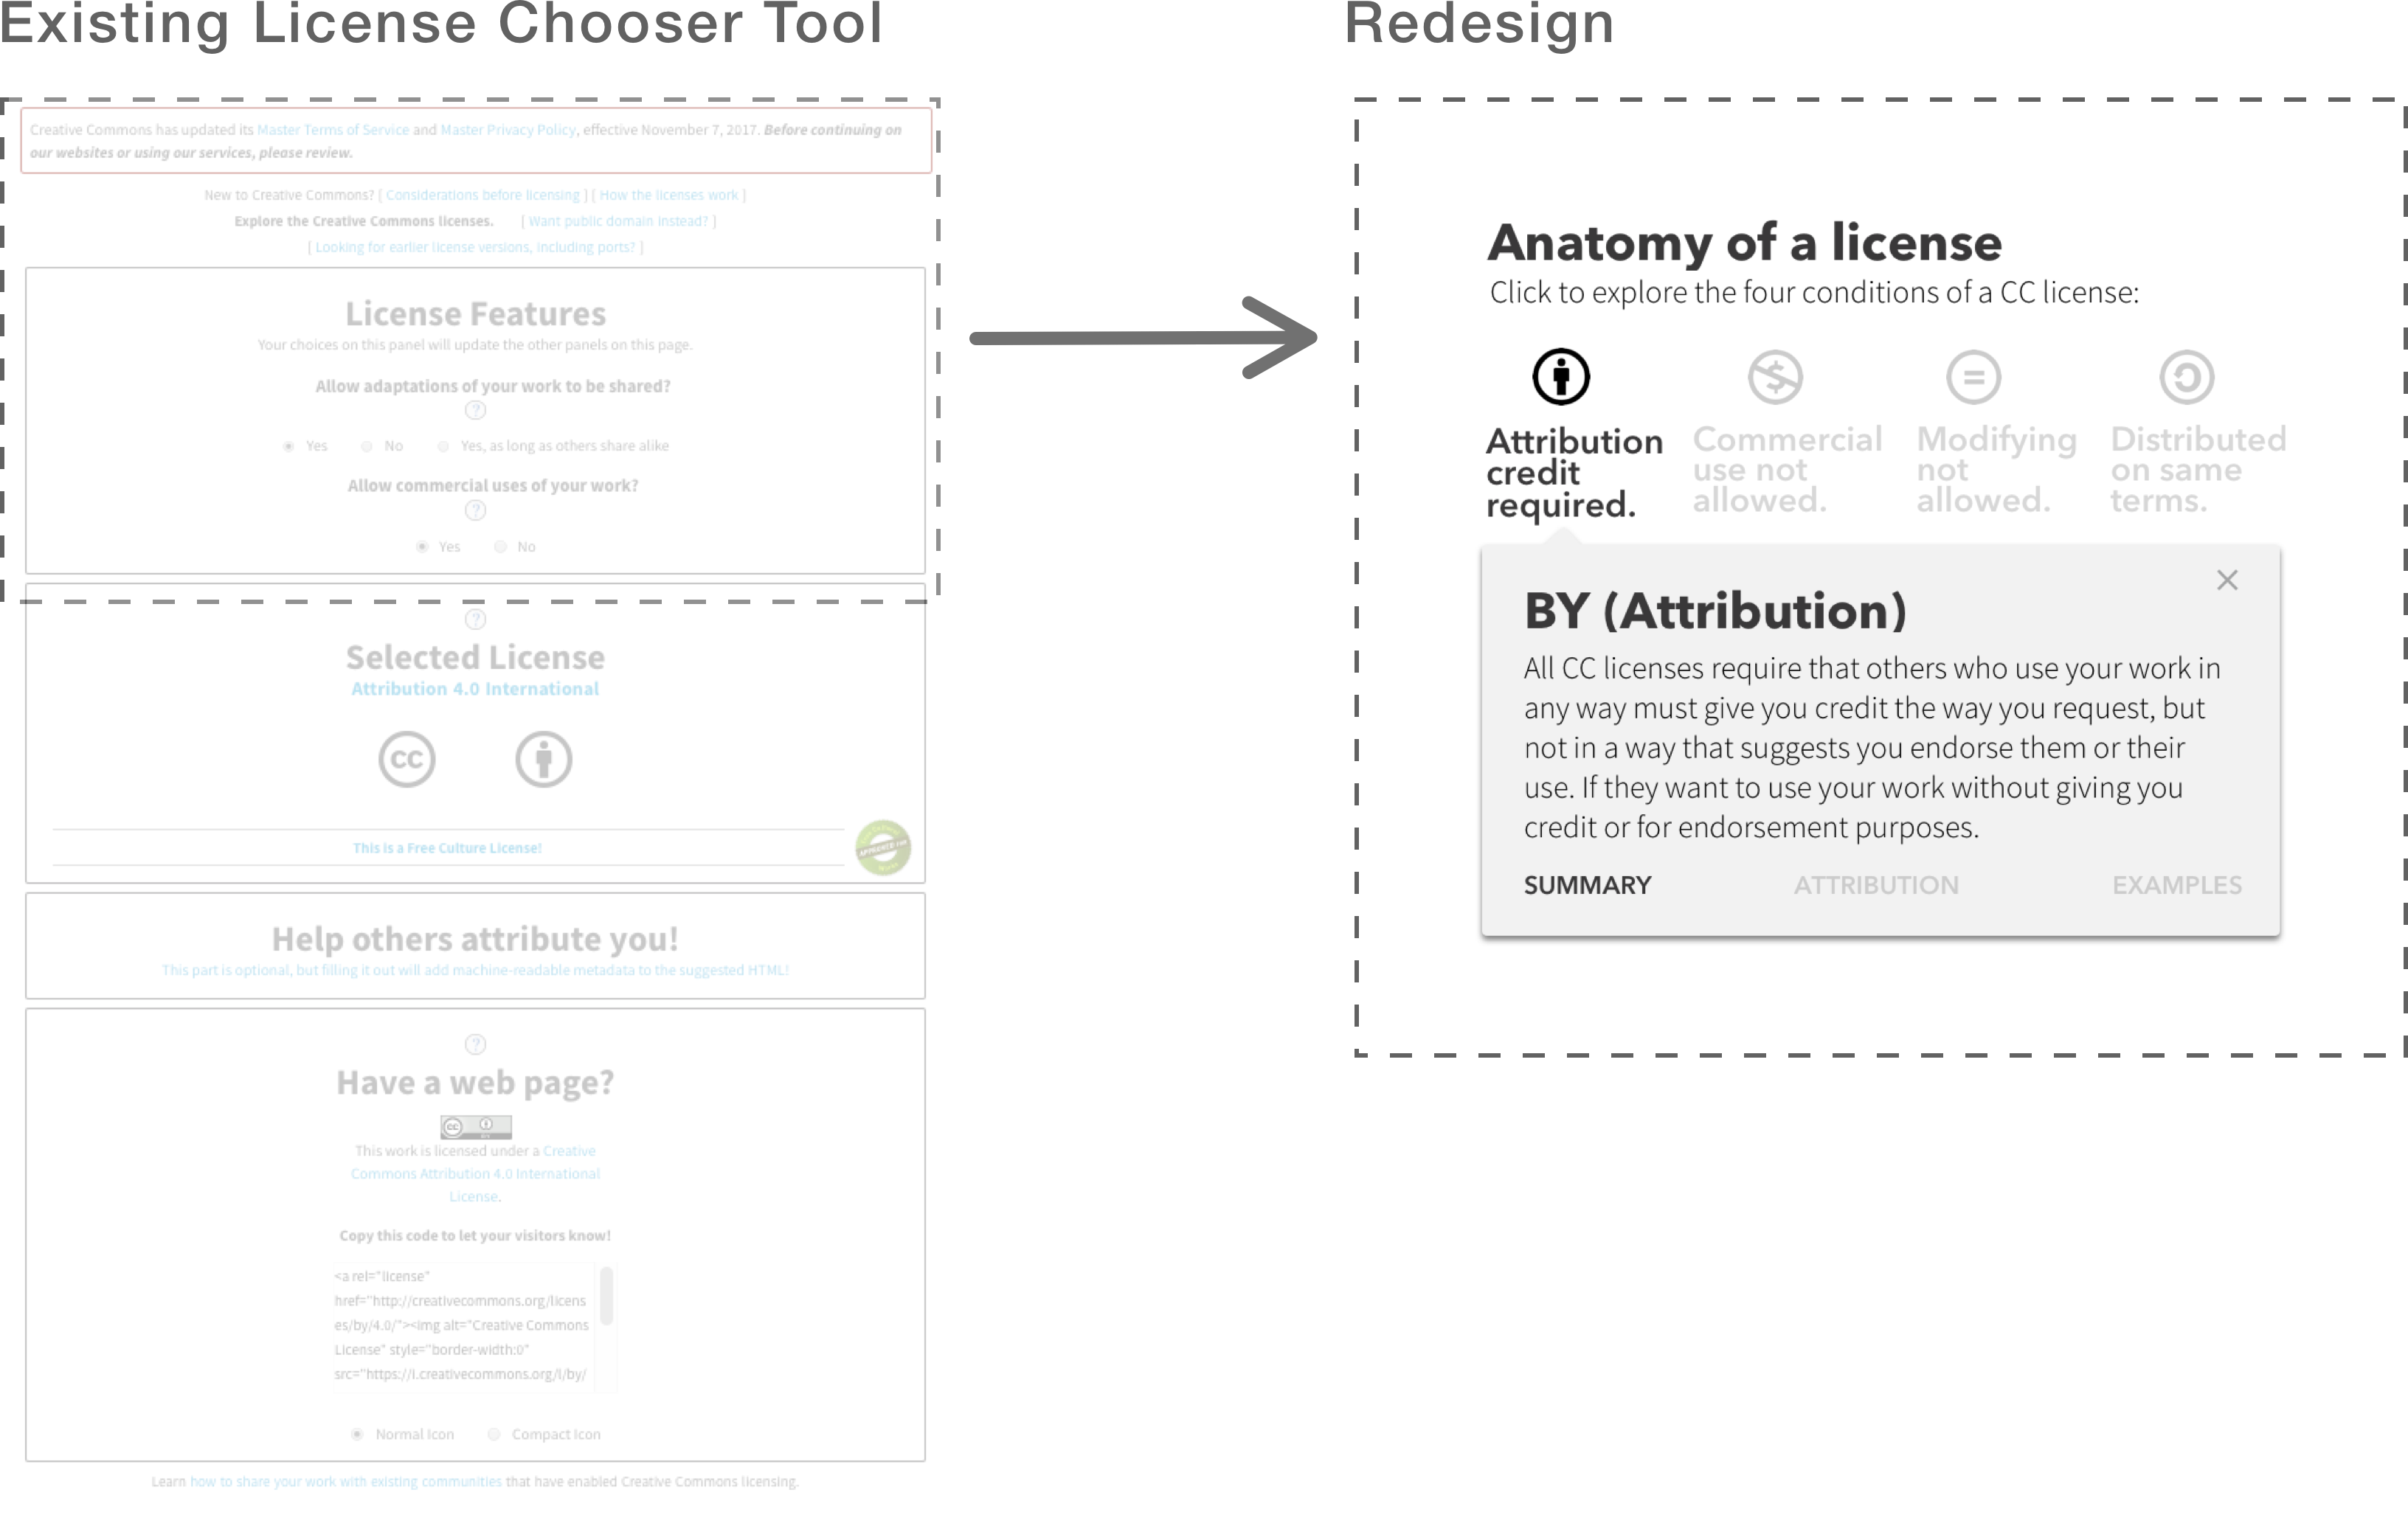 Existing License Chooser Tool
Creative Commons has updated its Master Terms of Service and Master Privacy Policy, effective November 7, 2017. Before continuing on
our websites or using our services, please review.
New to Creative Commons? [ Considerations before licensing ] [ How the licenses work ]
Explore the Creative Commons licenses. [ Want public domain instead? ]
[ Looking for earlier license versions, including ports? ]
License Features
Your choices on this panel will update the other panels on this page.
Allow adaptations of your work to be shared?
?
Yes No Yes, as long as others share alike
Allow commercial uses of your work?
?
Yes No
?
Selected License
Attribution 4.0 International
cc
This is a Free Culture License!
APPROVED FOR
Help others attribute you!
This part is optional, but filling it out will add machine-readable metadata to the suggested HTML!
?
Have a web page?
cc
BY
This work is licensed under a Creative
Commons Attribution 4.0 International
License.
Copy this code to let your visitors know!
<a rel="license"
href="http://creativecommons.org/licens
es/by/4.0/"><img alt="Creative Commons
License" style="border-width:0"
src="https://i.creativecommons.org/l/by/
Normal Icon Compact Icon
Learn how to share your work with existing communities that have enabled Creative Commons licensing.
Redesign
Anatomy of a license
Click to explore the four conditions of a CC license:
Attribution
credit
required.
Commercial
use not
allowed.
Modifying
not
allowed.
Distributed
on same
terms.
BY (Attribution)
All CC licenses require that others who use your work in
any way must give you credit the way you request, but
not in a way that suggests you endorse them or their
use. If they want to use your work without giving you
credit or for endorsement purposes.
SUMMARY ATTRIBUTION EXAMPLES